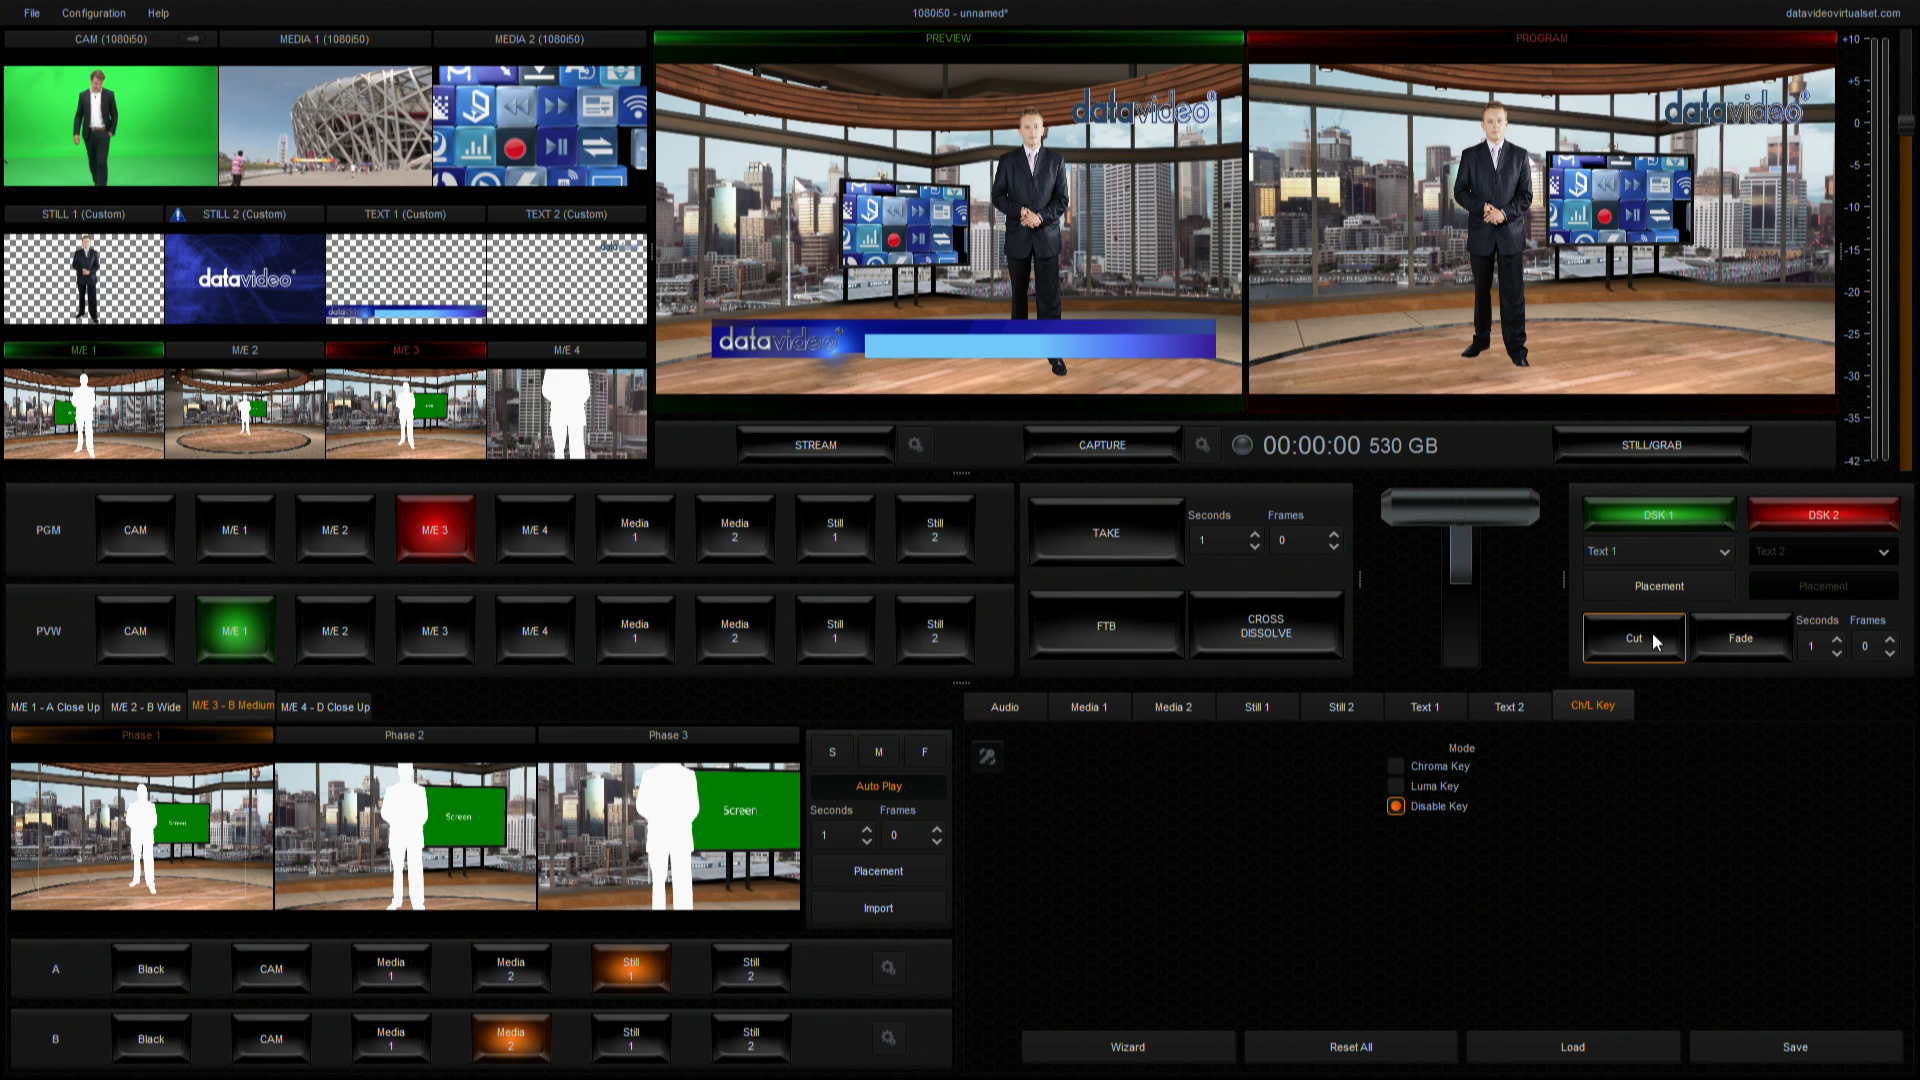 File Configuration Help
1080i50 - unnamed*
datavideovirtualset.com
CAM (1080i50)
MEDIA 1 (1080i50)
MEDIA 2 (1080i50)
PREVIEW
PROGRAM
datavideo®
datavideo®
datavideo
STILL 1 (Custom)
STILL 2 (Custom)
TEXT 1 (Custom)
TEXT 2 (Custom)
datavideo
M/E 1
M/E 2
M/E 3
M/E 4
+10
+5
0
-5
-10
-15
-20
-25
-30
-35
-42
STREAM
CAPTURE
00:00:00 530 GB
STILL/GRAB
PGM
CAM
M/E 1
M/E 2
M/E 3
M/E 4
Media
1
Media
2
Still
1
Still
2
PVW
CAM
M/E 1
M/E 2
M/E 3
M/E 4
Media
1
Media
2
Still
1
Still
2
TAKE
Seconds
Frames
1
0
FTB
CROSS
DISSOLVE
DSK 1
DSK 2
Text 1
Text 2
Placement
Placement
Cut
Fade
Seconds
Frames
1
0
M/E 1 - A Close Up
M/E 2 - B Wide
M/E 3 - B Medium
M/E 4 - D Close Up
Phase 1
Phase 2
Phase 3
Screen
Screen
Screen
S
M
F
Auto Play
Seconds
Frames
1
0
Placement
Import
A
Black
CAM
Media
1
Media
2
Still
1
Still
2
B
Black
CAM
Media
1
Media
2
Still
1
Still
2
Audio
Media 1
Media 2
Still 1
Still 2
Text 1
Text 2
Ch/L Key
Mode
Chroma Key
Luma Key
Disable Key
Wizard
Reset All
Load
Save